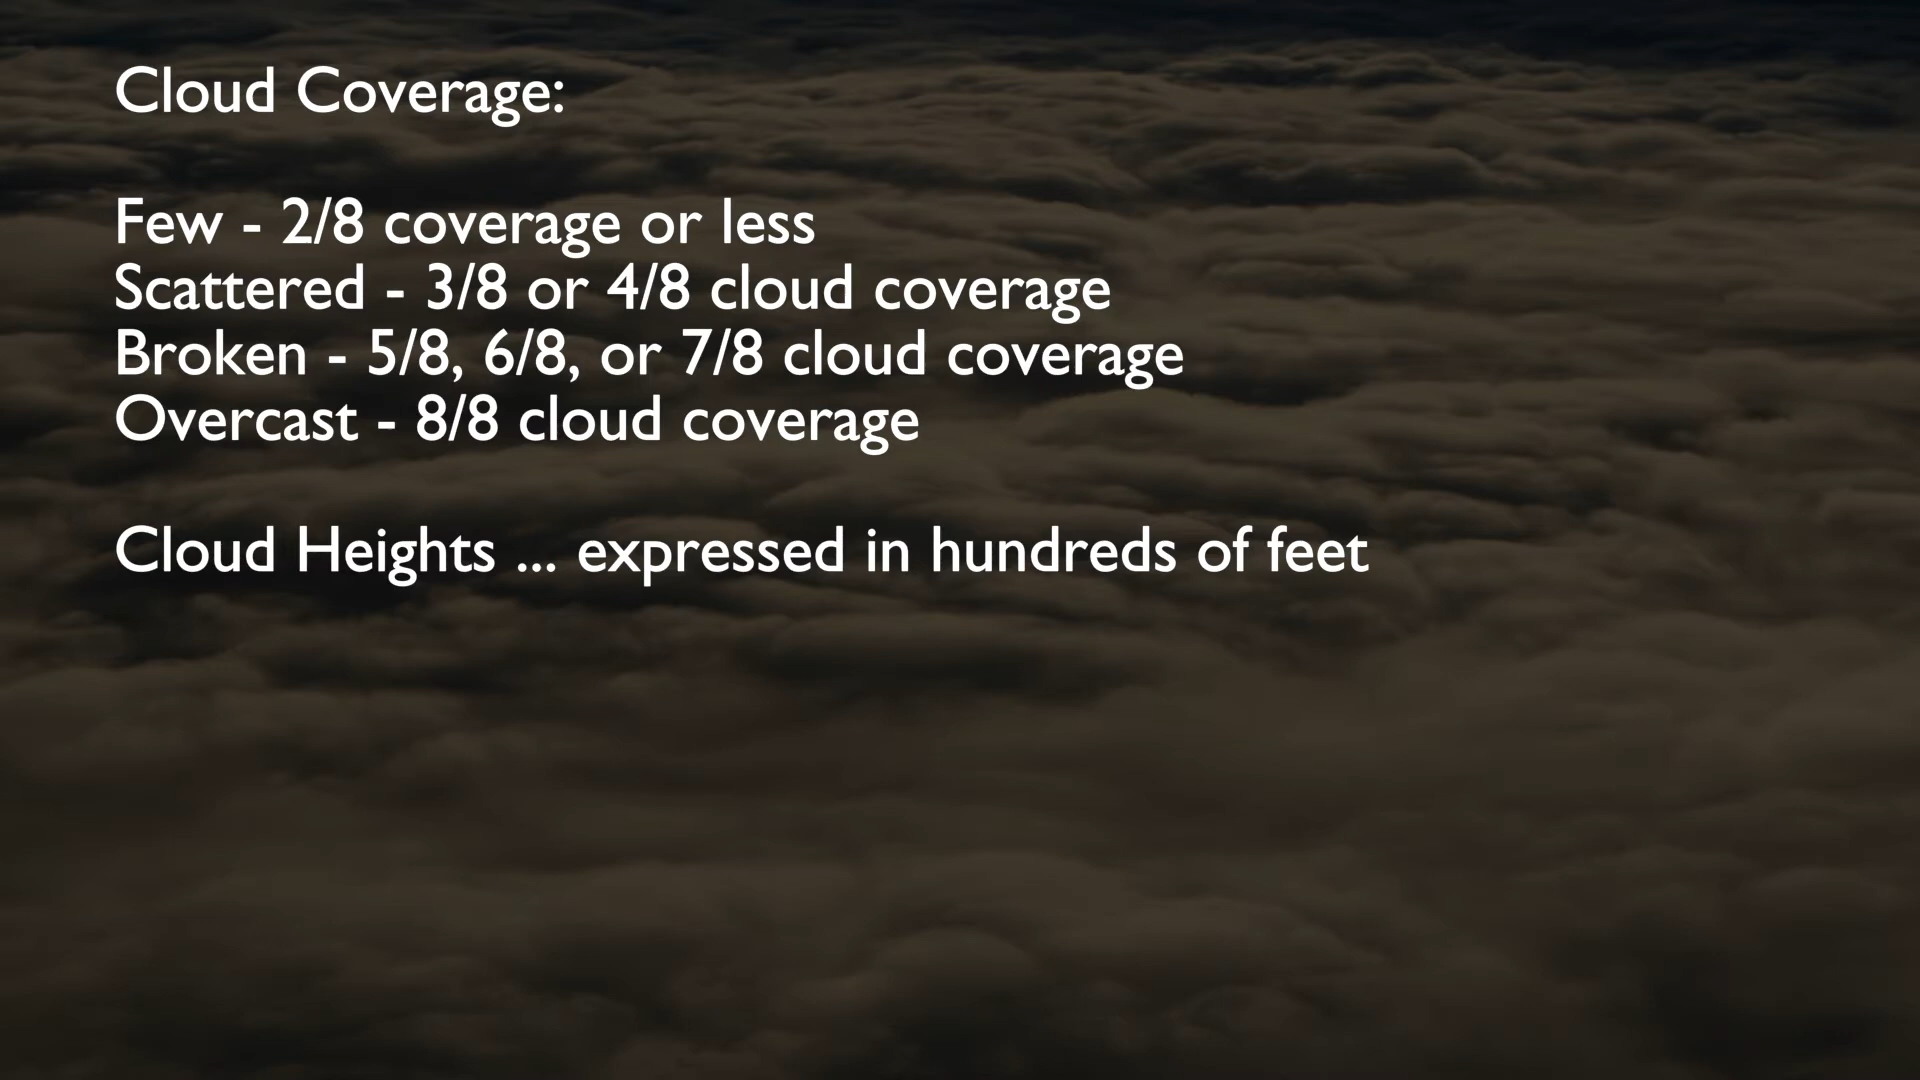 Cloud Coverage:
Few - 2/8 coverage or less
Scattered - 3/8 or 4/8 cloud coverage
Broken - 5/8, 6/8, or 7/8 cloud coverage
Overcast - 8/8 cloud coverage
Cloud Heights ... expressed in hundreds of feet